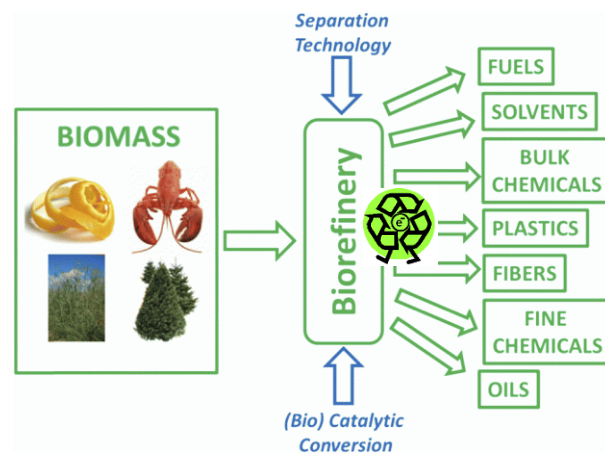 Separation
Technology
BIOMASS
Biorefinery
e⁻
FUELS
SOLVENTS
BULK
CHEMICALS
PLASTICS
FIBERS
FINE
CHEMICALS
OILS
(Bio) Catalytic
Conversion